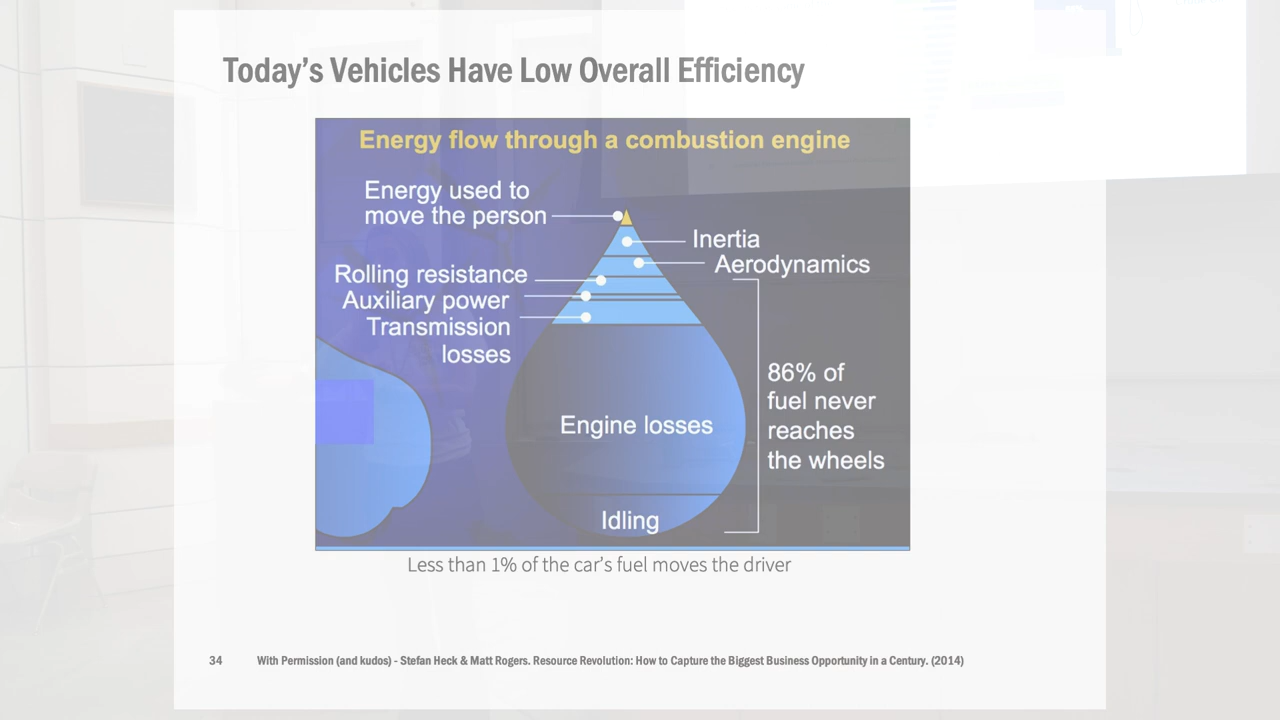 Today's Vehicles Have Low Overall Efficiency
Energy flow through a combustion engine
Energy used to
move the person
Inertia
Aerodynamics
Rolling resistance
Auxiliary power
Transmission
losses
86% of
fuel never
reaches
the wheels
Engine losses
Idling
Less than 1% of the car's fuel moves the driver
34 With Permission (and kudos) - Stefan Heck & Matt Rogers. Resource Revolution: How to Capture the Biggest Business Opportunity in a Century. (2014)